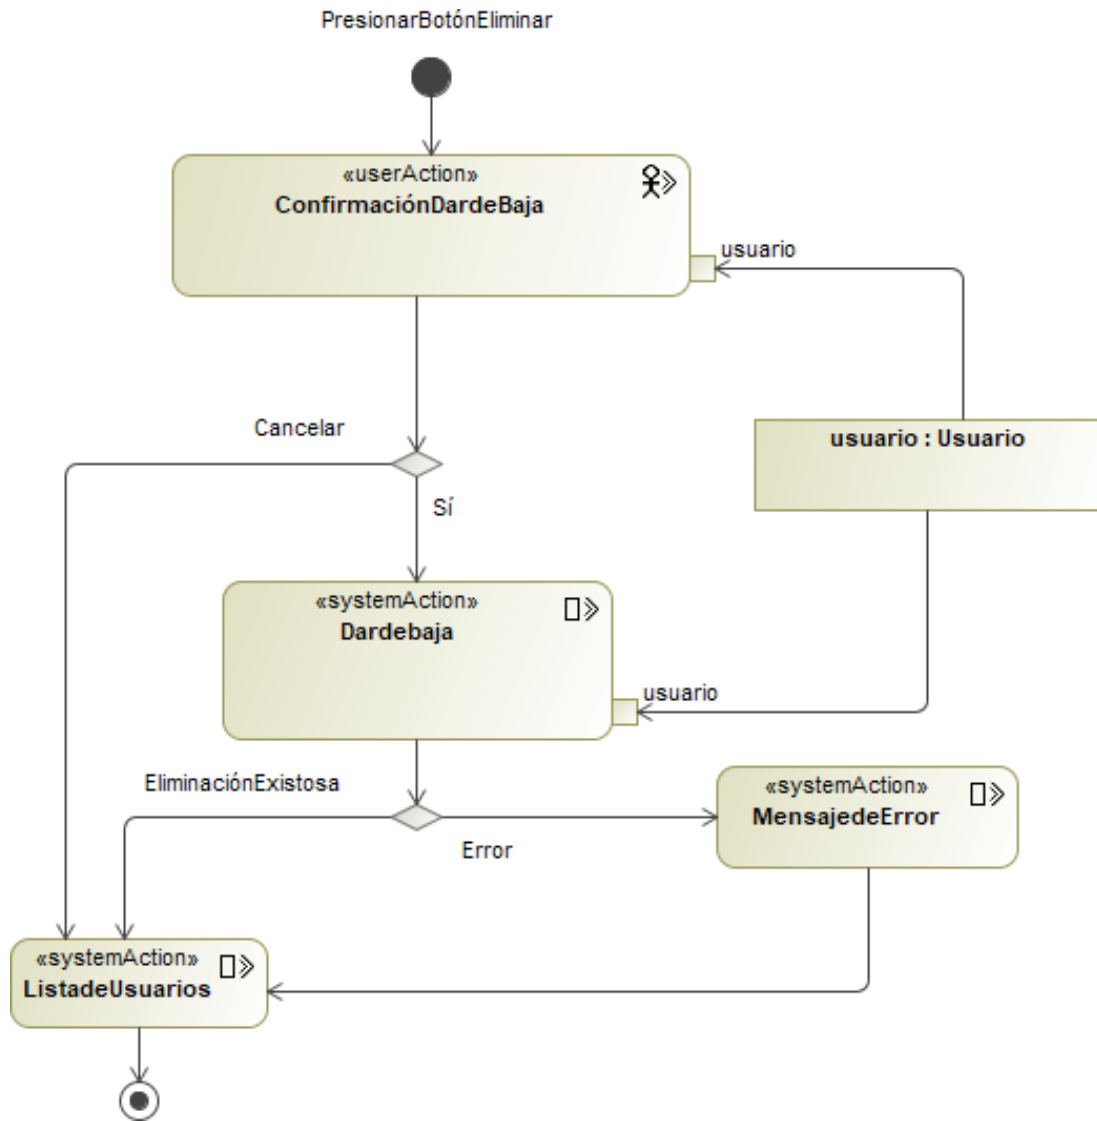 PresionarBotónEliminar
«userAction»
ConfirmaciónDardeBaja
usuario
Cancelar
usuario : Usuario
Sí
«systemAction»
Dardebaja
usuario
EliminaciónExistosa
«systemAction»
MensajedeError
Error
«systemAction»
ListadeUsuarios